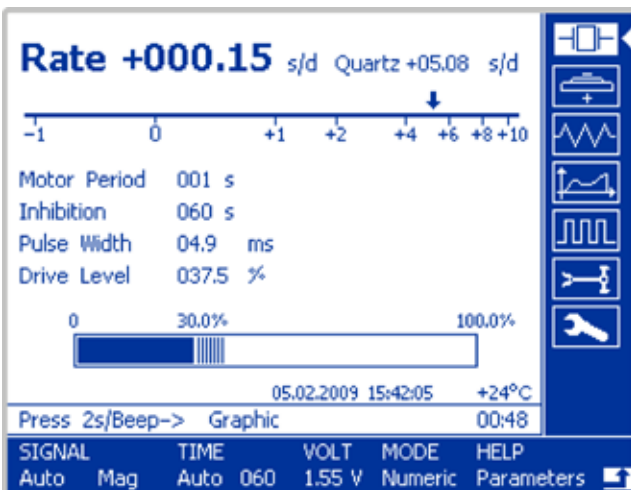 Rate +000.15 s/d Quartz +05.08 s/d
-1 0 +1 +2 +4 +6 +8 +10
Motor Period 001 s
Inhibition 060 s
Pulse Width 04.9 ms
Drive Level 037.5 %
0 30.0% 100.0%
05.02.2009 15:42:05 +24°C
Press 2s/Beep-> Graphic 00:48
SIGNAL TIME VOLT MODE HELP
Auto Mag Auto 060 1.55 V Numeric Parameters